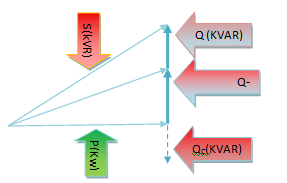 S(kVR)
Q (KVAR)
Q-
P(Kw)
Qc(KVAR)